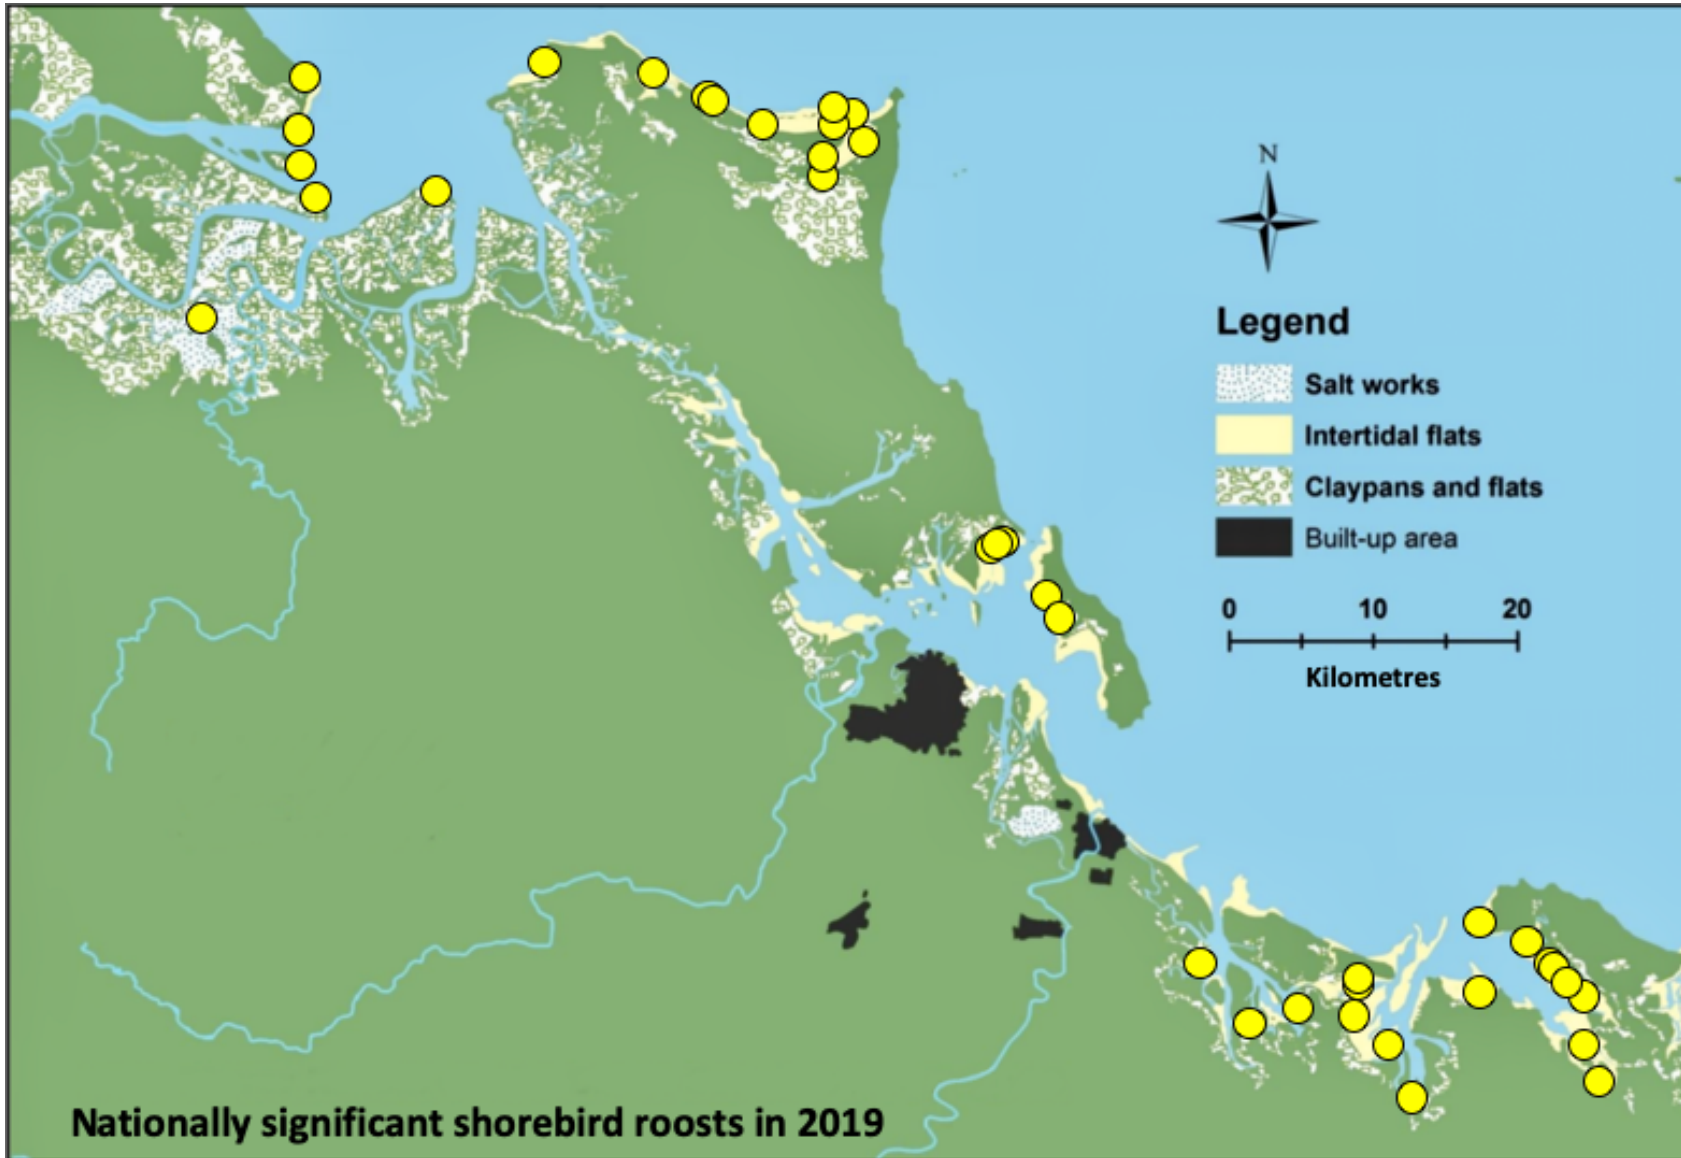 N
Legend
Salt works
Intertidal flats
Claypans and flats
Built-up area
0 10 20
Kilometres
Nationally significant shorebird roosts in 2019